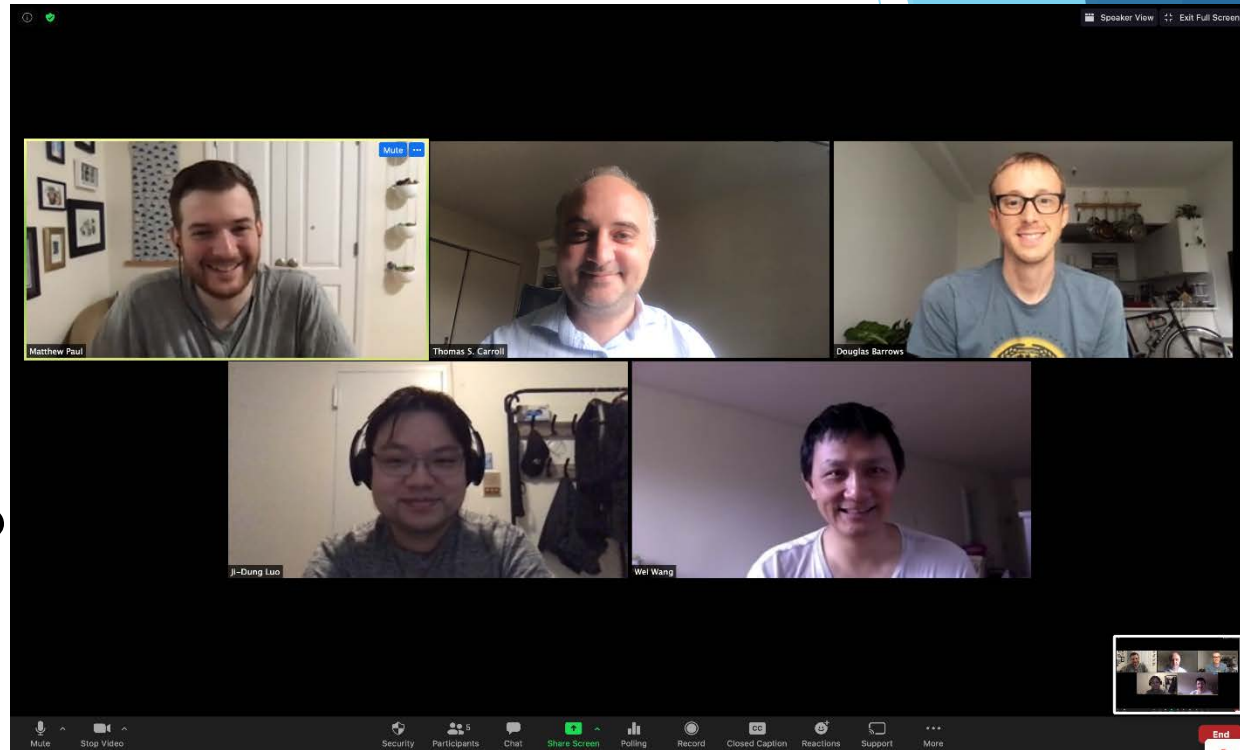 Speaker View
Exit Full Screen
Mute
Matthew Paul
Thomas S. Carroll
Douglas Barrows
Ji-Dung Luo
Wei Wang
Mute
Stop Video
Security
Participants
5
Chat
Share Screen
Polling
Record
CC
Closed Caption
Reactions
Support
More
End